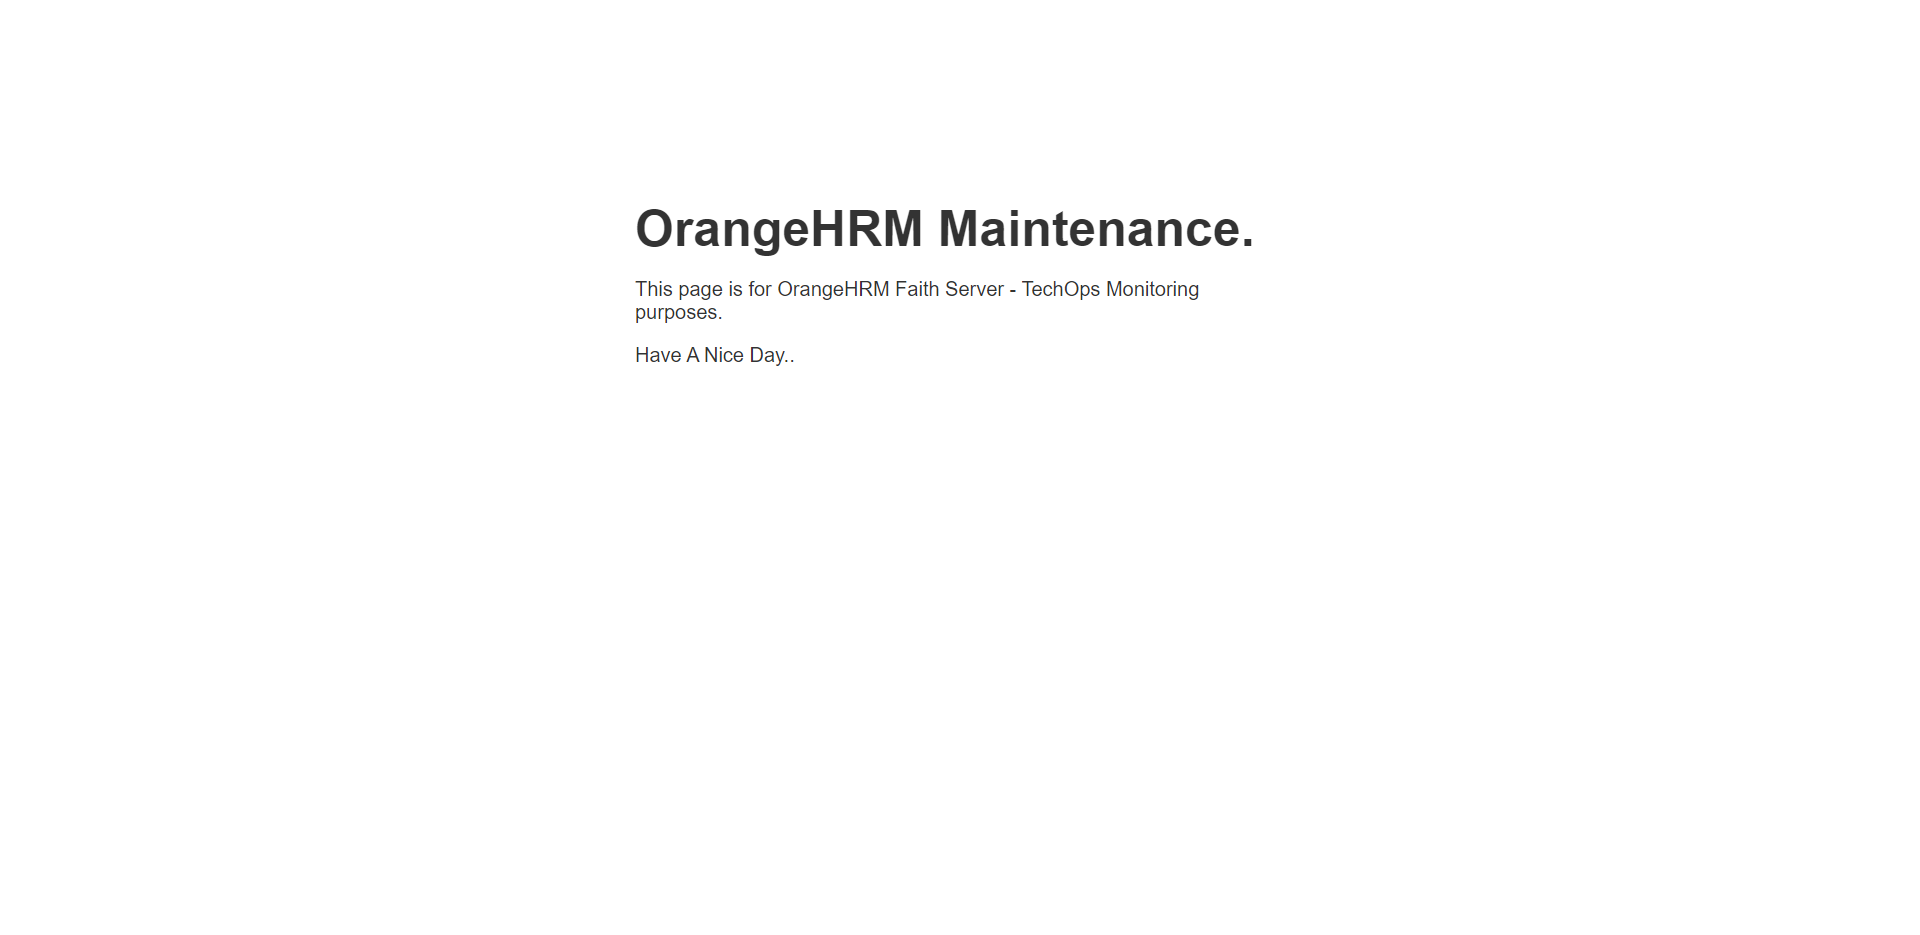 OrangeHRM Maintenance.
This page is for OrangeHRM Faith Server - TechOps Monitoring
purposes.
Have A Nice Day..